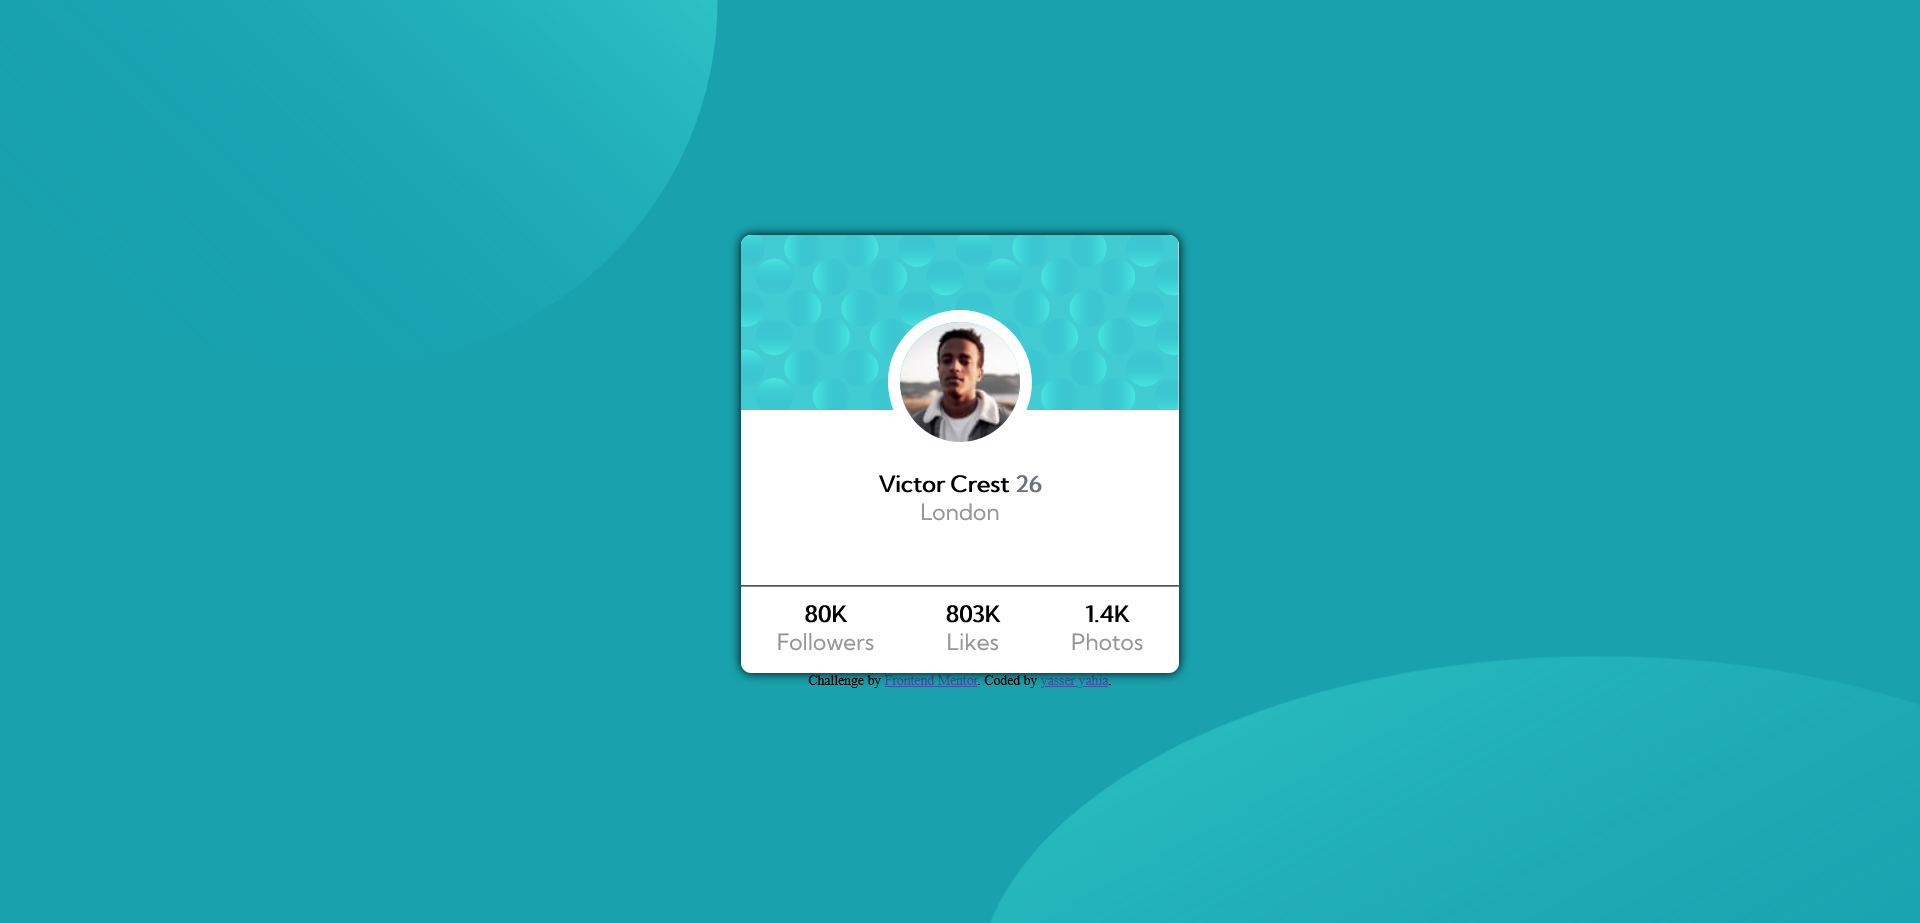 Victor Crest 26
London
80K 803K 1.4K
Followers Likes Photos
Challenge by Frontend Mentor. Coded by yasser yahia.